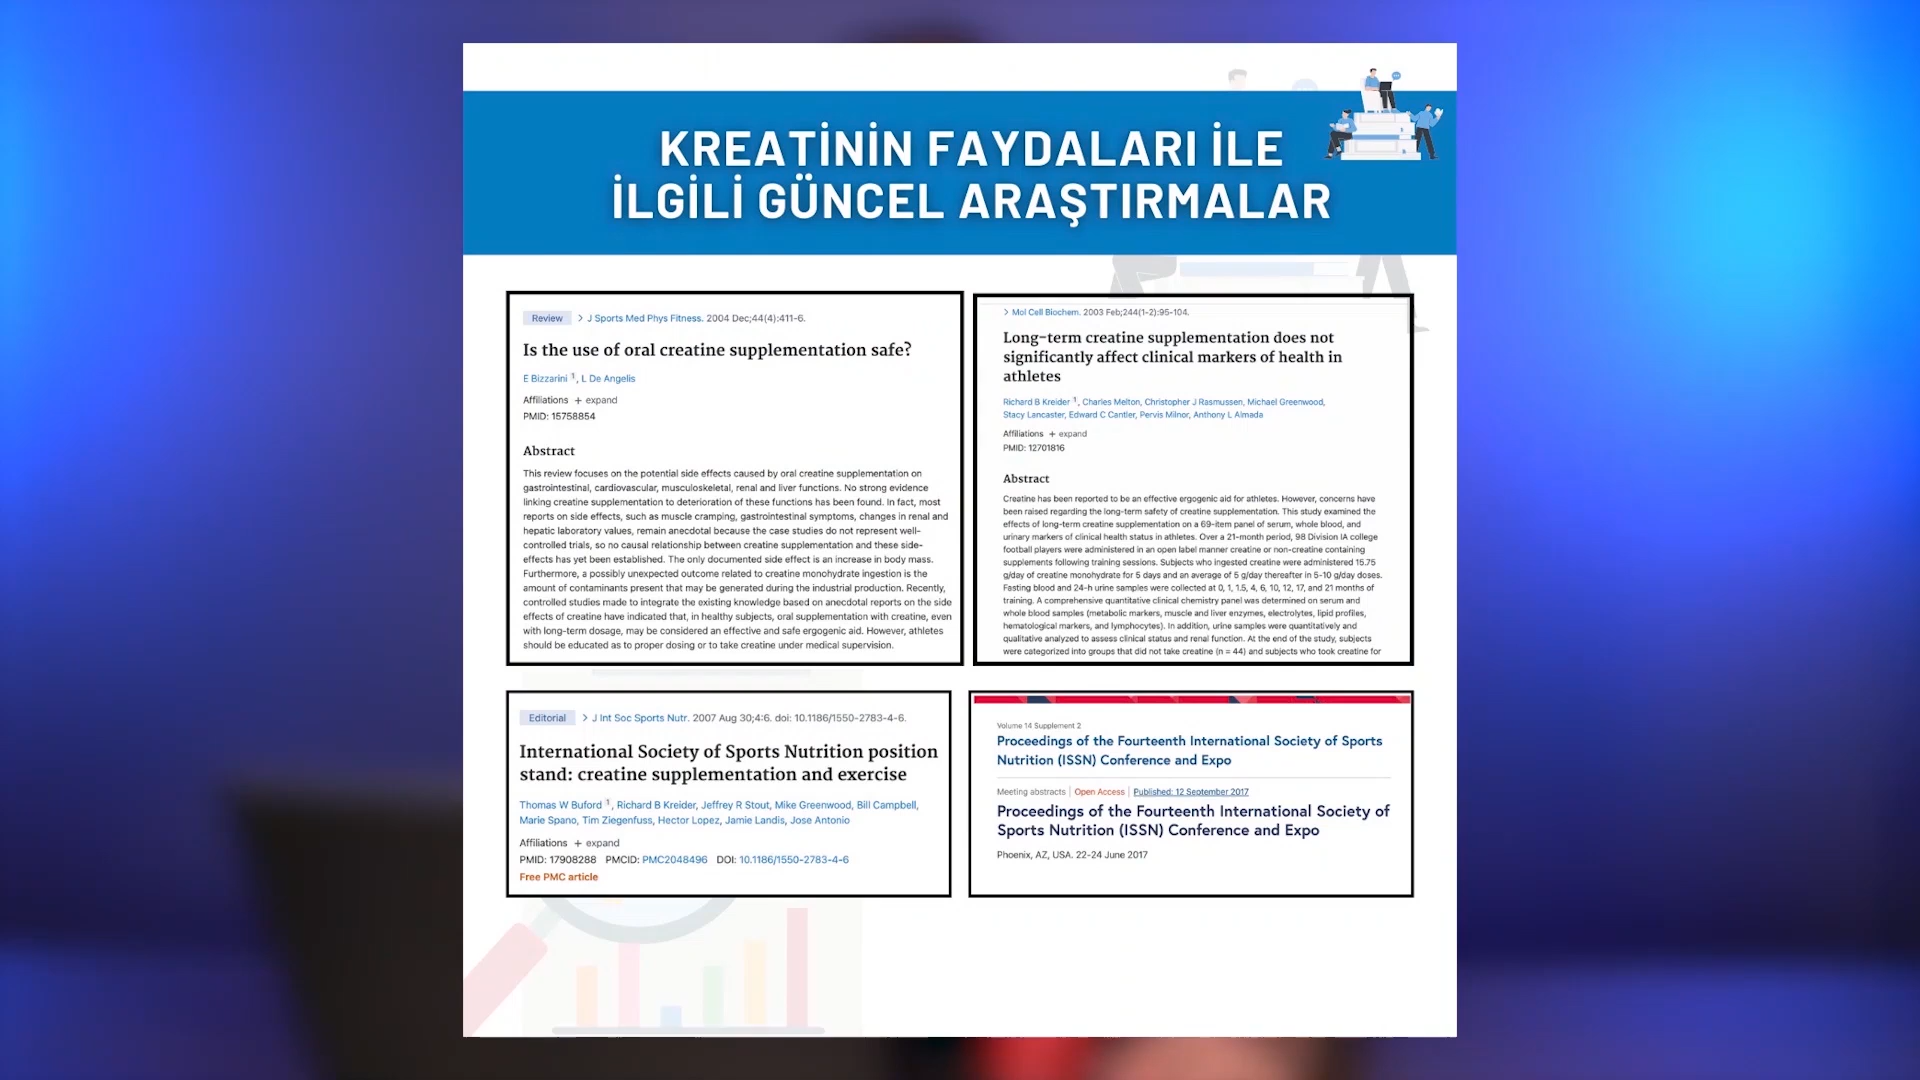 KREATİNİN FAYDALARI İLE
İLGİLİ GÜNCEL ARAŞTIRMALAR
Review > J Sports Med Phys Fitness. 2004 Dec;44(4):411-6.
Is the use of oral creatine supplementation safe?
E Bizzarini 1, L De Angelis
Affiliations + expand
PMID: 15758854
Abstract
This review focuses on the potential side effects caused by oral creatine supplementation on
gastrointestinal, cardiovascular, musculoskeletal, renal and liver functions. No strong evidence
linking creatine supplementation to deterioration of these functions has been found. In fact, most
reports on side effects, such as muscle cramping, gastrointestinal symptoms, changes in renal and
hepatic laboratory values, remain anecdotal because the case studies do not represent well-
controlled trials, so no causal relationship between creatine supplementation and these side-
effects has yet been established. The only documented side effect is an increase in body mass.
Furthermore, a possibly unexpected outcome related to creatine monohydrate ingestion is the
amount of contaminants present that may be generated during the industrial production. Recently,
controlled studies made to integrate the existing knowledge based on anecdotal reports on the side
effects of creatine have indicated that, in healthy subjects, oral supplementation with creatine, even
with long-term dosage, may be considered an effective and safe ergogenic aid. However, athletes
should be educated as to proper dosing or to take creatine under medical supervision.
> Mol Cell Biochem. 2003 Feb;244(1-2):95-104.
Long-term creatine supplementation does not
significantly affect clinical markers of health in
athletes
Richard B Kreider 1, Charles Melton, Christopher J Rasmussen, Michael Greenwood,
Stacy Lancaster, Edward C Cantler, Pervis Milnor, Anthony L Almada
Affiliations + expand
PMID: 12701816
Abstract
Creatine has been reported to be an effective ergogenic aid for athletes. However, concerns have
been raised regarding the long-term safety of creatine supplementation. This study examined the
effects of long-term creatine supplementation on a 69-item panel of serum, whole blood, and
urinary markers of clinical health status in athletes. Over a 21-month period, 98 Division IA college
football players were administered in an open label manner creatine or non-creatine containing
supplements following training sessions. Subjects who ingested creatine were administered 15.75
g/day of creatine monohydrate for 5 days and an average of 5 g/day thereafter in 5-10 g/day doses.
Fasting blood and 24-h urine samples were collected at 0, 1, 1.5, 4, 6, 10, 12, 17, and 21 months of
training. A comprehensive quantitative clinical chemistry panel was determined on serum and
whole blood samples (metabolic markers, muscle and liver enzymes, electrolytes, lipid profiles,
hematological markers, and lymphocytes). In addition, urine samples were quantitatively and
qualitative analyzed to assess clinical status and renal function. At the end of the study, subjects
were categorized into groups that did not take creatine (n = 44) and subjects who took creatine for
Editorial > J Int Soc Sports Nutr. 2007 Aug 30;4:6. doi: 10.1186/1550-2783-4-6.
International Society of Sports Nutrition position
stand: creatine supplementation and exercise
Thomas W Buford 1, Richard B Kreider, Jeffrey R Stout, Mike Greenwood, Bill Campbell,
Marie Spano, Tim Ziegenfuss, Hector Lopez, Jamie Landis, Jose Antonio
Affiliations + expand
PMID: 17908288 PMCID: PMC2048496 DOI: 10.1186/1550-2783-4-6
Free PMC article
Volume 14 Supplement 2
Proceedings of the Fourteenth International Society of Sports
Nutrition (ISSN) Conference and Expo
Meeting abstracts | Open Access | Published: 12 September 2017
Proceedings of the Fourteenth International Society of
Sports Nutrition (ISSN) Conference and Expo
Phoenix, AZ, USA. 22-24 June 2017